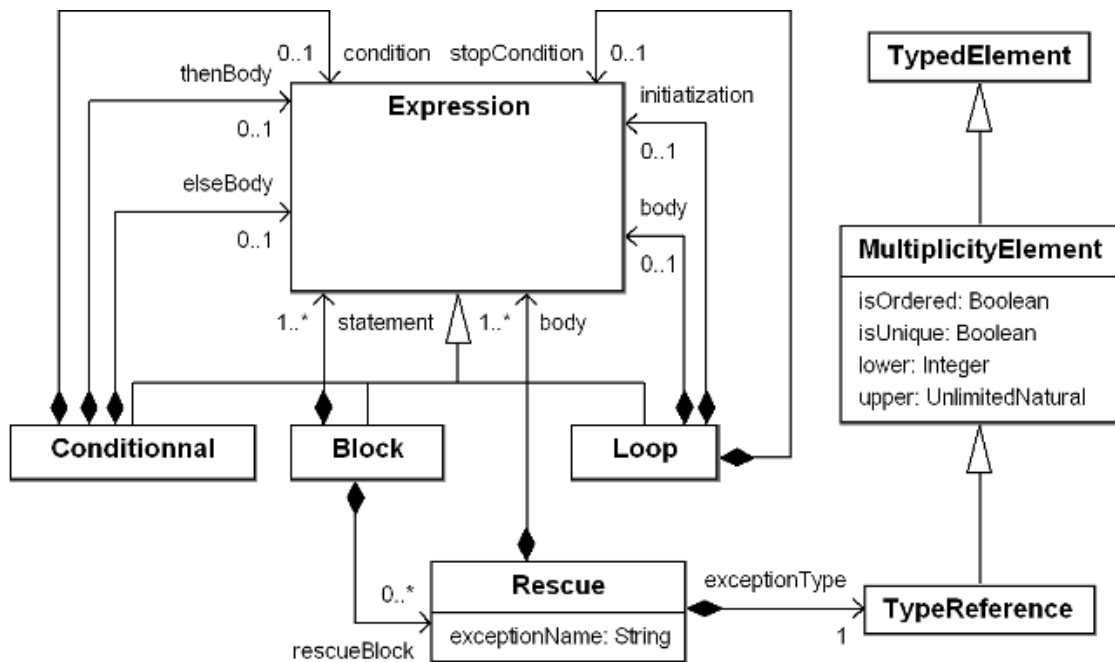 0..1 condition stopCondition 0..1
TypedElement
thenBody
Expression
initiatization
0..1
0..1
elseBody
body
0..1
0..1
MultiplicityElement
isOrdered: Boolean
isUnique: Boolean
lower: Integer
upper: UnlimitedNatural
1..* statement 1..* body
Conditionnal
Block
Loop
exceptionType
Rescue
TypeReference
0..*
1
exceptionName: String
rescueBlock